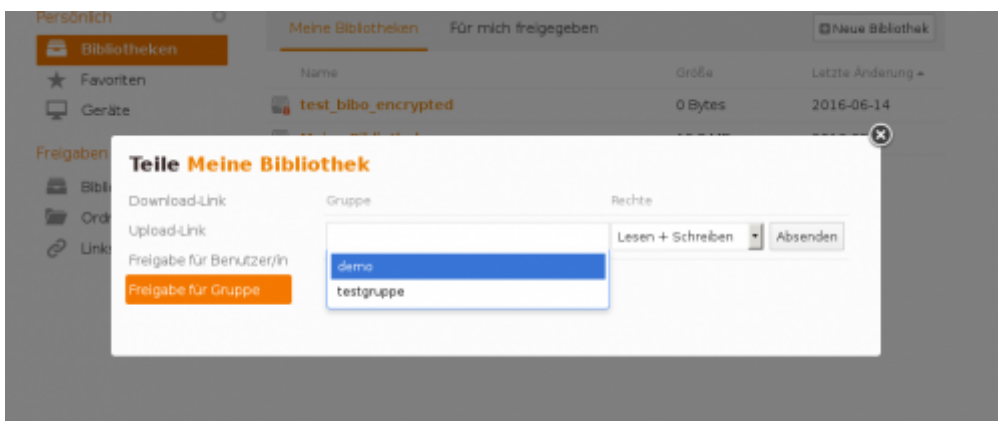 Persönlich
Meine Bibliotheken Für mich freigegeben Neue Bibliothek
Bibliotheken
Favoriten
Geräte
Name Größe Letzte Änderung
test_bibo_encrypted 0 Bytes 2016-06-14
Freigaben
Teile Meine Bibliothek
Download-Link
Upload-Link
Freigabe für Benutzer/in
Freigabe für Gruppe
Gruppe Rechte
Lesen + Schreiben Absenden
demo
testgruppe